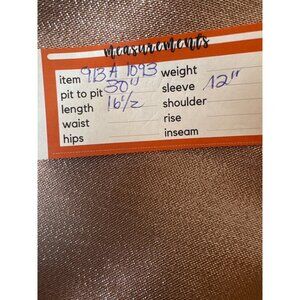 measurements
item 913A 1093 weight
pit to pit 30" sleeve 12"
length 16 1/2 shoulder
waist rise
hips inseam